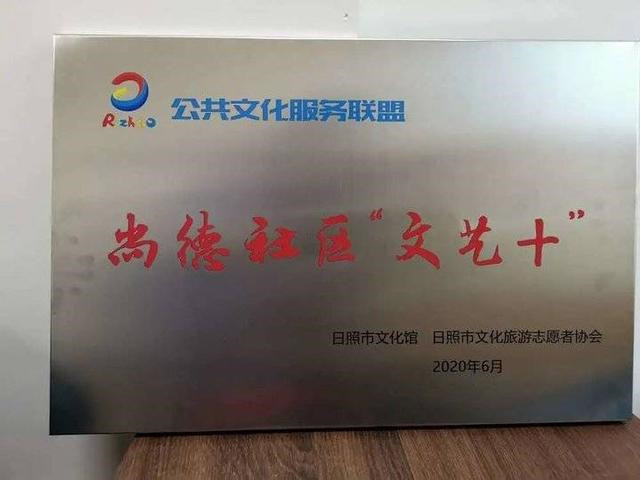 Rizhao 公共文化服务联盟
尚德社区“文艺十”
日照市文化馆 日照市文化旅游志愿者协会
2020年6月